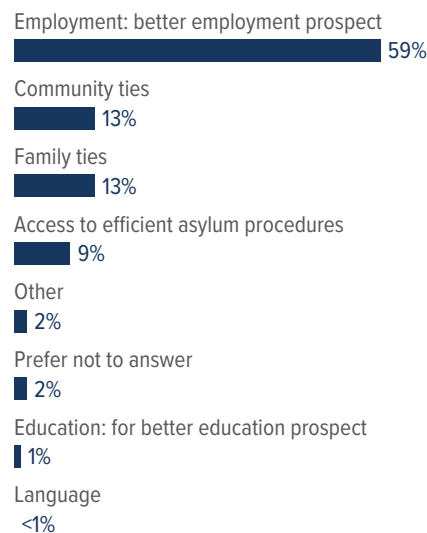 Employment: better employment prospect
59%
Community ties
13%
Family ties
13%
Access to efficient asylum procedures
9%
Other
2%
Prefer not to answer
2%
Education: for better education prospect
1%
Language
<1%